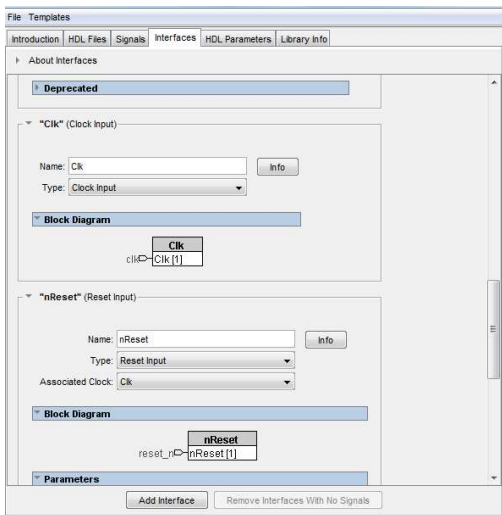 File Templates
Introduction HDL Files Signals Interfaces HDL Parameters Library Info
About Interfaces
Deprecated
"Clk" (Clock Input)
Name: Clk Info
Type: Clock Input
Block Diagram
Clk
clk Clk [1]
"nReset" (Reset Input)
Name: nReset Info
Type: Reset Input
Associated Clock: Clk
Block Diagram
nReset
reset_n nReset [1]
Parameters
Add Interface Remove Interfaces With No Signals